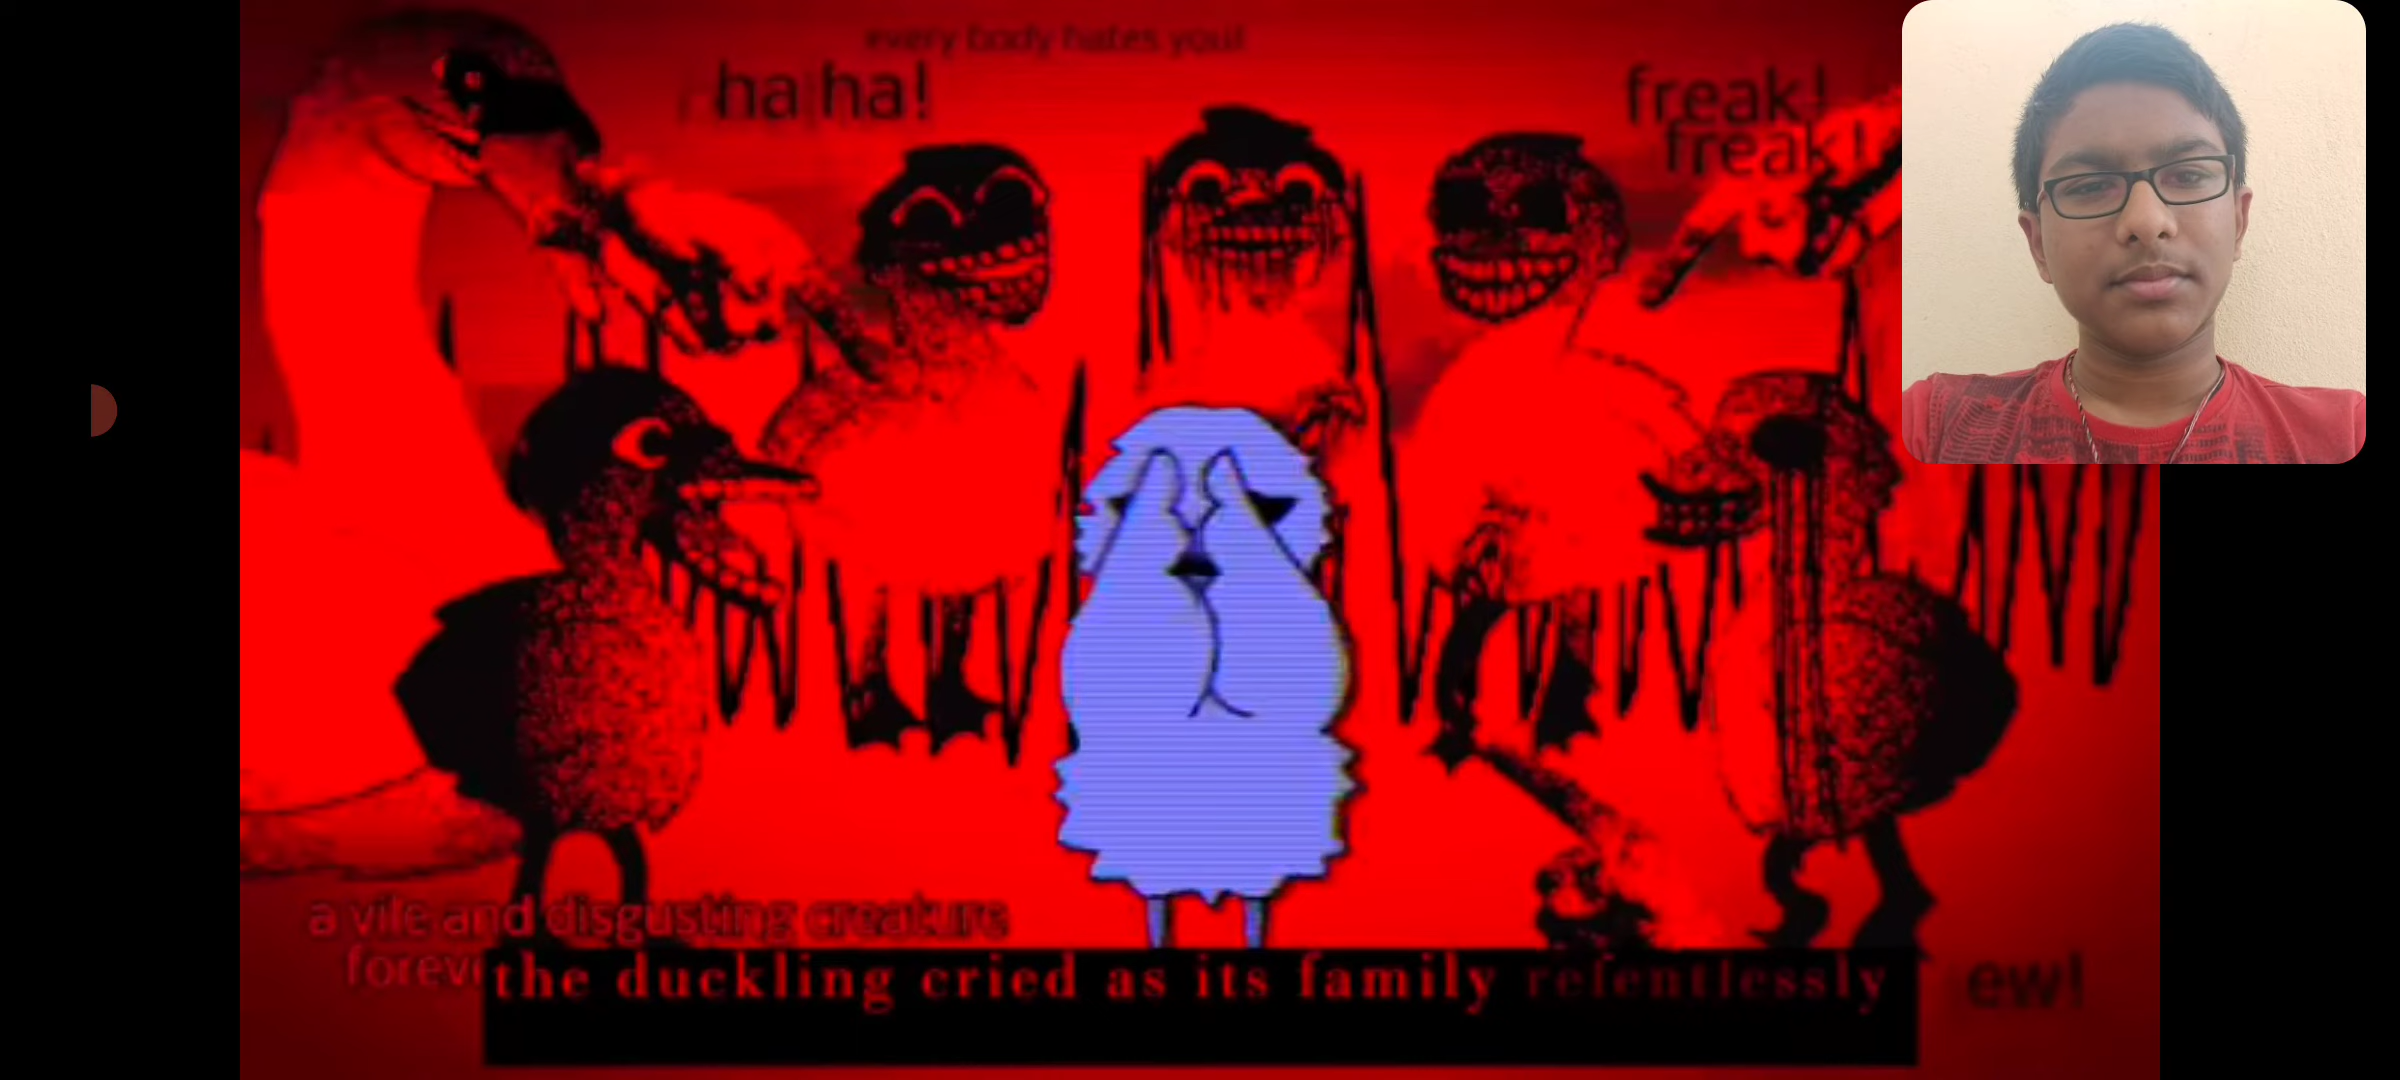 every body hates you!
ha ha!
freak!
freak!
a vile and disgusting creature
forev
the duckling cried as its family relentlessly
ew!